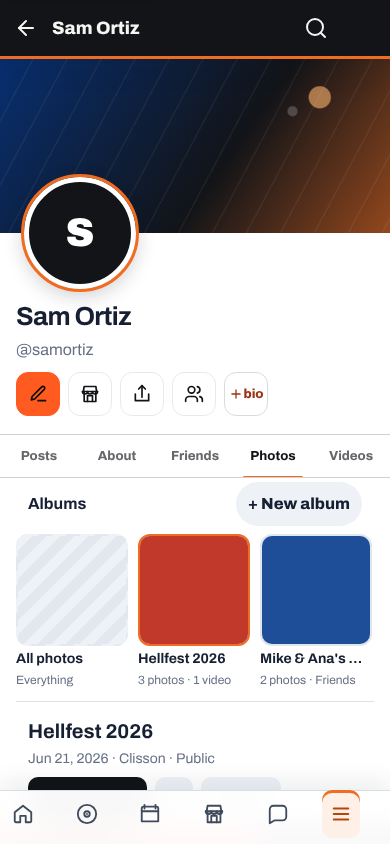 Sam Ortiz
S
Sam Ortiz
@samortiz
+bio
Posts About Friends Photos Videos
Albums
+ New album
All photos Hellfest 2026 Mike & Ana's ...
Everything 3 photos · 1 video 2 photos · Friends
Hellfest 2026
Jun 21, 2026 · Clisson · Public